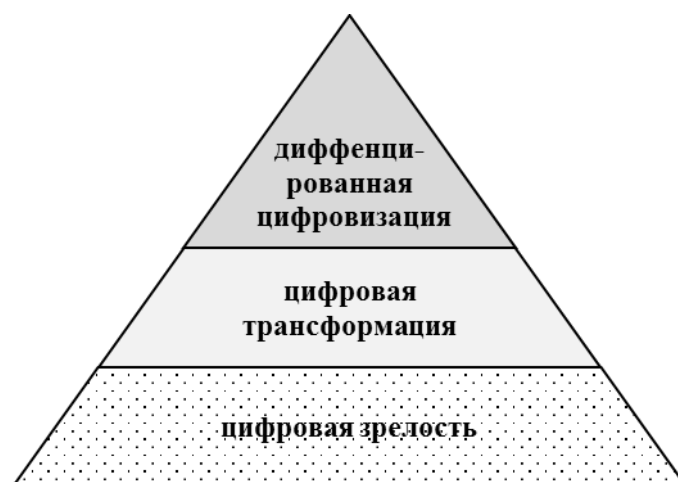 диффенци-
рованная
цифровизация
цифровая
трансформация
цифровая зрелость